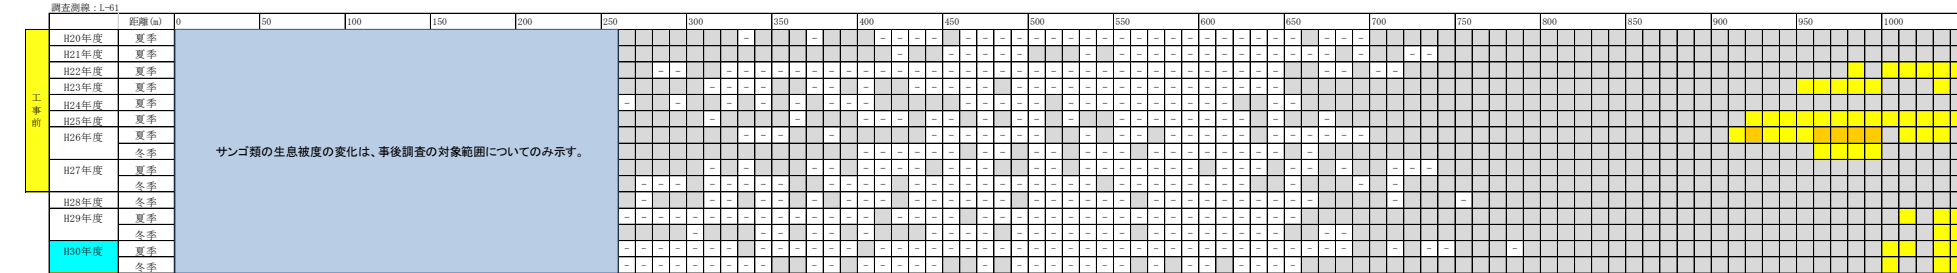 調査測線：L-61
距離(m) 0 50 100 150 200 250 300 350 400 450 500 550 600 650 700 750 800 850 900 950 1000
工事前
H20年度 夏季
H21年度 夏季
H22年度 夏季
H23年度 夏季
H24年度 夏季
H25年度 夏季
H26年度 夏季
冬季
サンゴ類の生息被度の変化は、事後調査の対象範囲についてのみ示す。
H27年度 夏季
冬季
H28年度 冬季
H29年度 夏季
冬季
H30年度 夏季
冬季